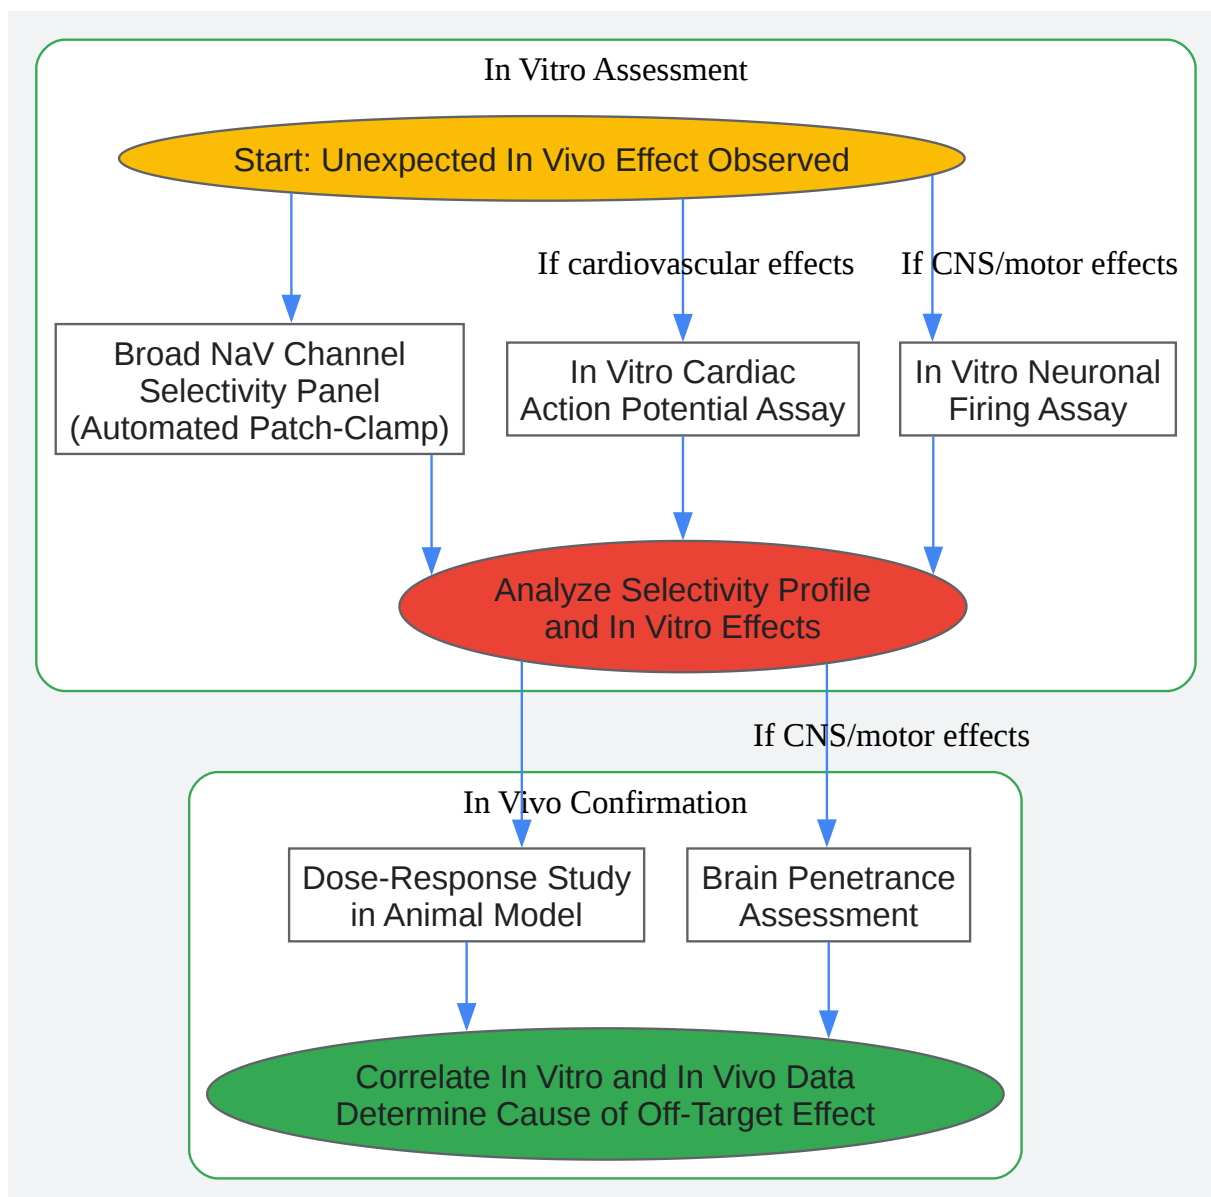 In Vitro Assessment
Start: Unexpected In Vivo Effect Observed
If cardiovascular effects
If CNS/motor effects
Broad NaV Channel
Selectivity Panel
(Automated Patch-Clamp)
In Vitro Cardiac
Action Potential Assay
In Vitro Neuronal
Firing Assay
Analyze Selectivity Profile
and In Vitro Effects
If CNS/motor effects
In Vivo Confirmation
Dose-Response Study
in Animal Model
Brain Penetrance
Assessment
Correlate In Vitro and In Vivo Data
Determine Cause of Off-Target Effect